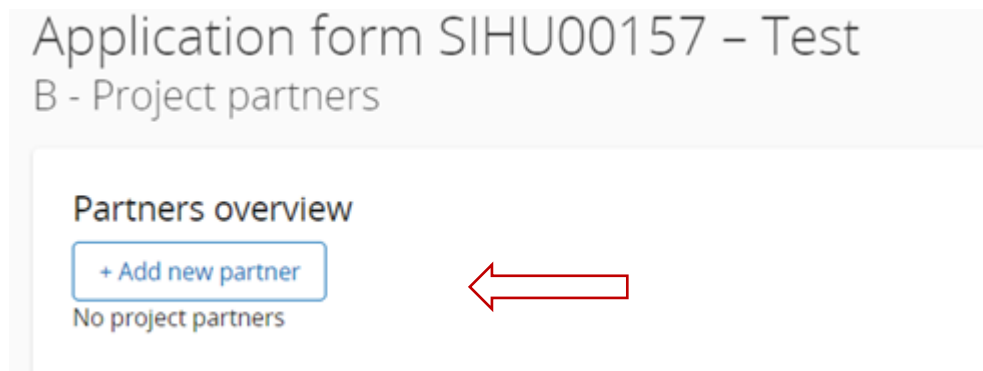 Application form SIHU00157 – Test
B - Project partners
Partners overview
+ Add new partner
No project partners